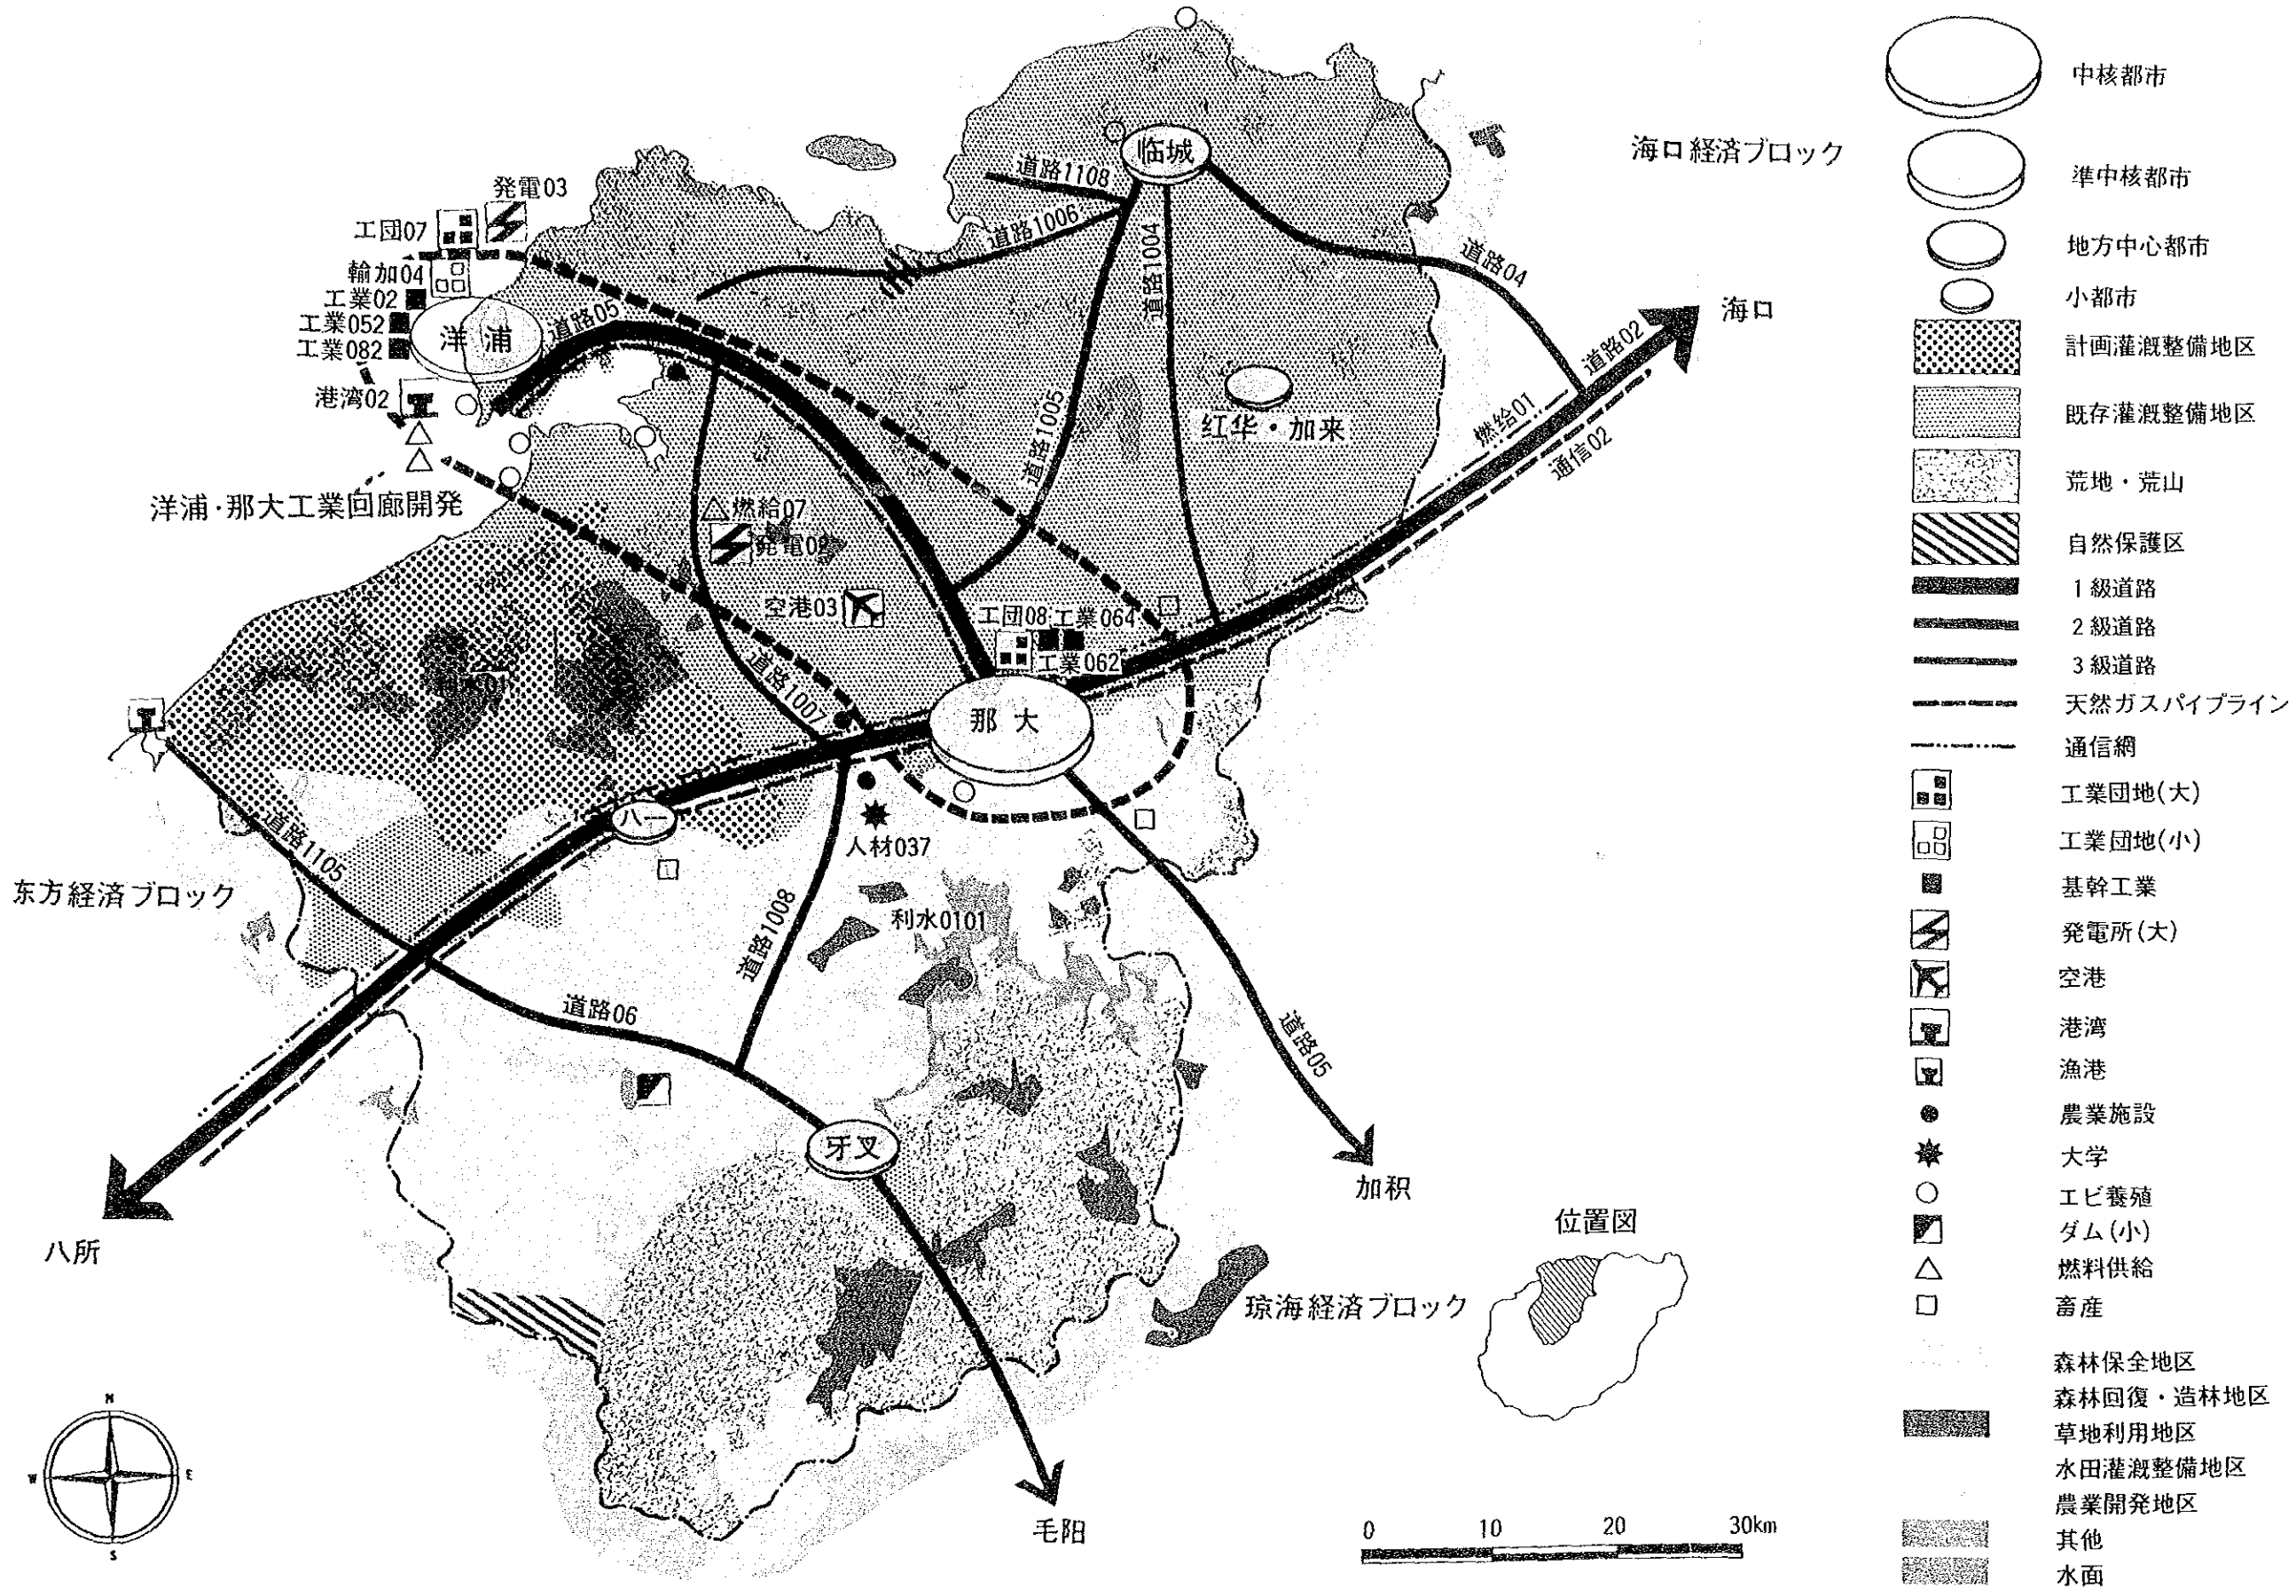 临城
海口経済ブロック
道路1108
道路1006
道路1004
道路04
発電03
工団07
輸加04
工業02
工業052
工業082
洋浦
道路05
港湾02
洋浦・那大工業回廊開発
海口
道路02
燃給01
通信02
道路1005
红华・加来
燃給07
発電02
空港03
工団08
工業064
工業062
利水01
道路1007
那大
八一
人材037
道路1105
东方経済ブロック
利水0101
道路1008
道路06
道路05
牙叉
加积
八所
毛阳
琼海経済ブロック
位置図
N
W
E
S
0 10 20 30km
中核都市
準中核都市
地方中心都市
小都市
計画灌漑整備地区
既存灌漑整備地区
荒地・荒山
自然保護区
1級道路
2級道路
3級道路
天然ガスパイプライン
通信網
工業団地(大)
工業団地(小)
基幹工業
発電所(大)
空港
港湾
漁港
農業施設
大学
エビ養殖
ダム(小)
燃料供給
畜産
森林保全地区
森林回復・造林地区
草地利用地区
水田灌漑整備地区
農業開発地区
其他
水面